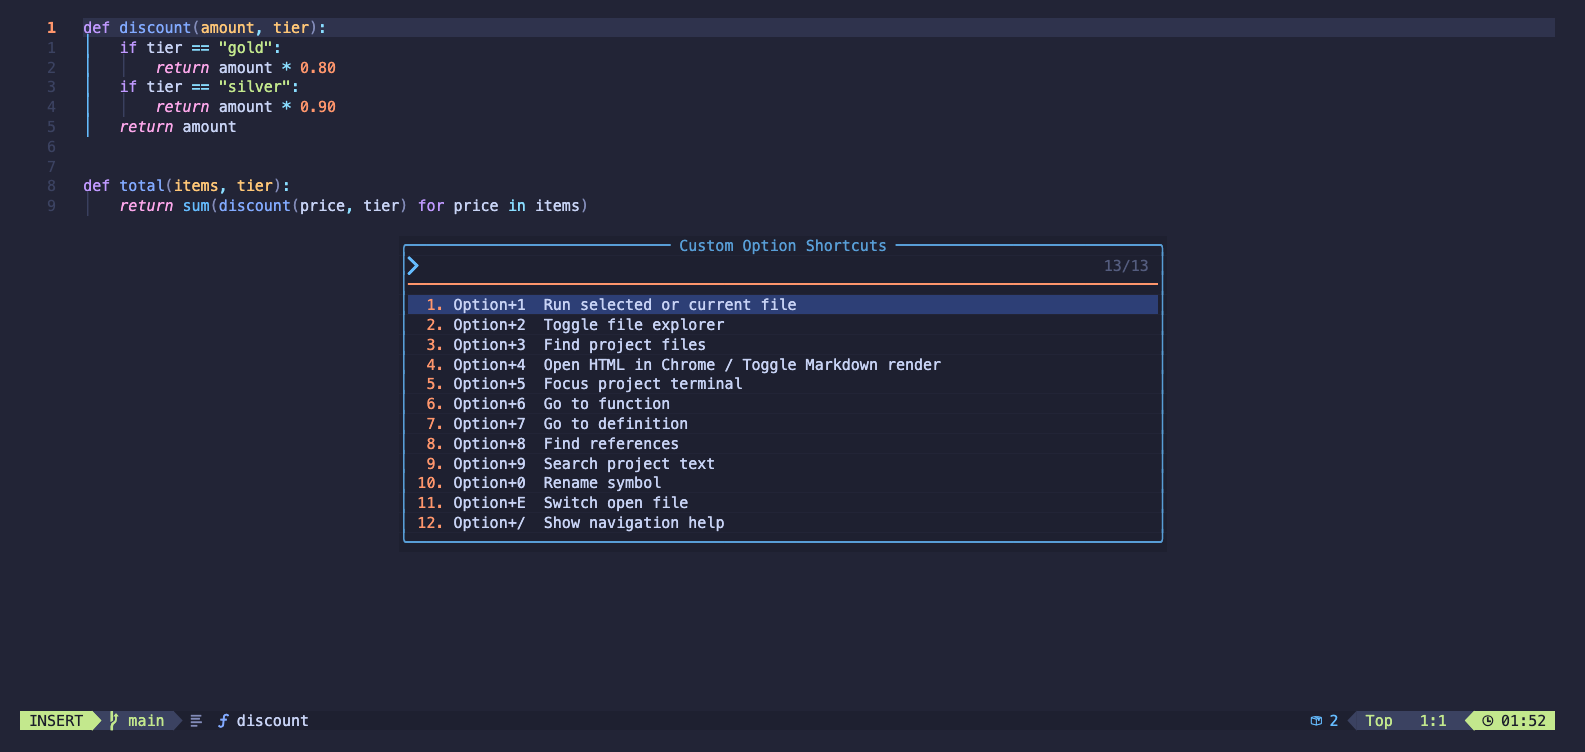 1 def discount(amount, tier):
1 if tier == "gold":
2 return amount * 0.80
3 if tier == "silver":
4 return amount * 0.90
5 return amount
6
7
8 def total(items, tier):
9 return sum(discount(price, tier) for price in items)
Custom Option Shortcuts
13/13
1. Option+1 Run selected or current file
2. Option+2 Toggle file explorer
3. Option+3 Find project files
4. Option+4 Open HTML in Chrome / Toggle Markdown render
5. Option+5 Focus project terminal
6. Option+6 Go to function
7. Option+7 Go to definition
8. Option+8 Find references
9. Option+9 Search project text
10. Option+0 Rename symbol
11. Option+E Switch open file
12. Option+/ Show navigation help
INSERT main discount 2 Top 1:1 01:52